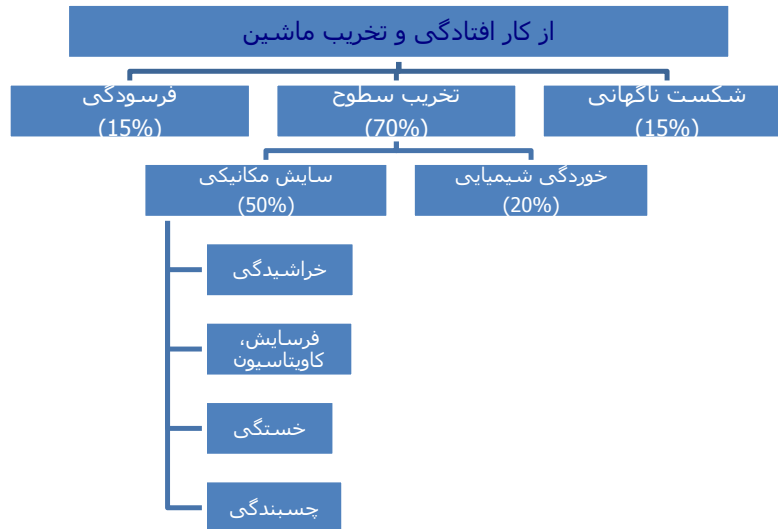 از کار افتادگی و تخریب ماشین
شکست ناگهانی
(15%)
تخریب سطوح
(70%)
فرسودگی
(15%)
خوردگی شیمیایی
(20%)
سایش مکانیکی
(50%)
خراشیدگی
فرسایش،
کاویتاسیون
خستگی
چسبندگی